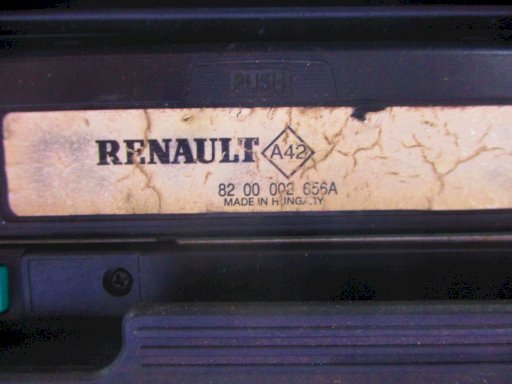 PUSH
RENAULT A42
82 00 002 656A
MADE IN HUNGARY